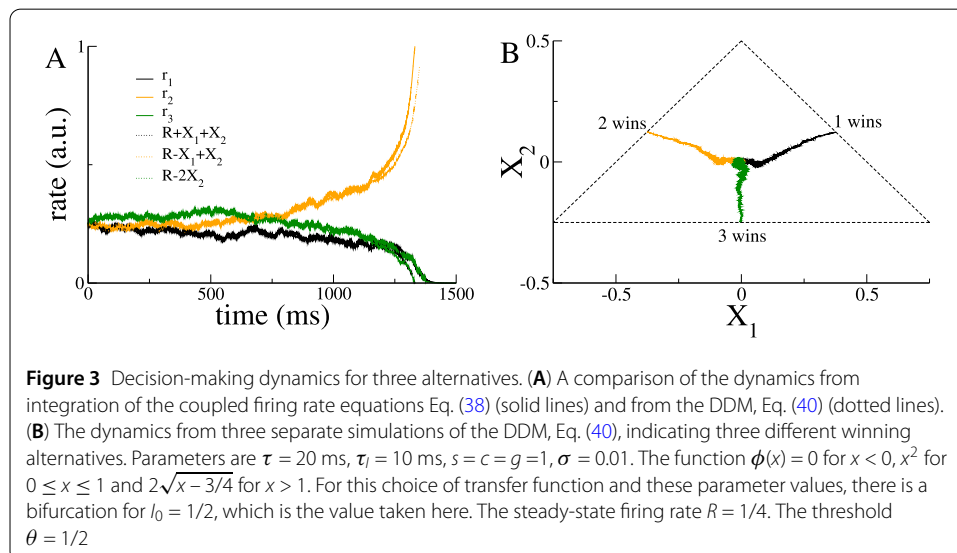 A
1
r₁
r₂
r₃
R+X₁+X₂
R-X₁+X₂
R-2X₂
rate (a.u.)
0
0
500
1000
1500
time (ms)
B
0.5
2 wins
1 wins
X₂
0
3 wins
-0.5
-0.5
0
0.5
X₁
Figure 3 Decision-making dynamics for three alternatives. (A) A comparison of the dynamics from
integration of the coupled firing rate equations Eq. (38) (solid lines) and from the DDM, Eq. (40) (dotted lines).
(B) The dynamics from three separate simulations of the DDM, Eq. (40), indicating three different winning
alternatives. Parameters are τ = 20 ms, τ_I = 10 ms, s = c = g =1, σ = 0.01. The function ϕ(x) = 0 for x < 0, x² for
0 ≤ x ≤ 1 and 2√(x – 3/4) for x > 1. For this choice of transfer function and these parameter values, there is a
bifurcation for I₀ = 1/2, which is the value taken here. The steady-state firing rate R = 1/4. The threshold
θ = 1/2